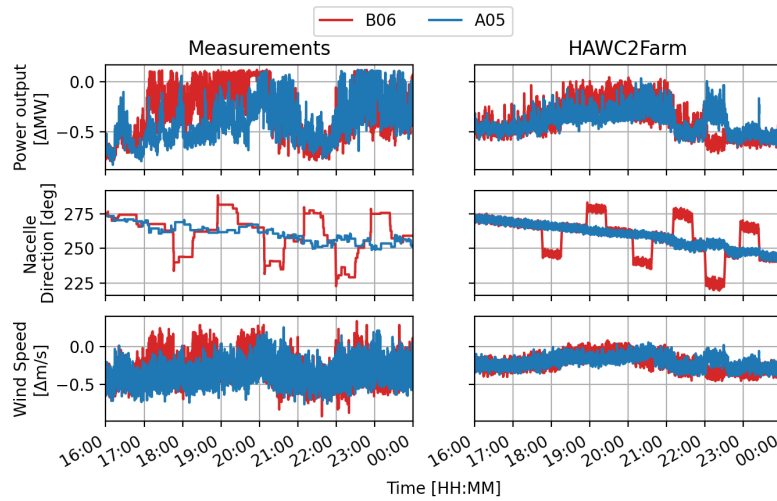 B06 A05
Measurements HAWC2Farm
Power output
[ΔMW]
0.0
−0.5
Nacelle
Direction [deg]
275
250
225
Wind Speed
[Δm/s]
0.0
−0.5
16:00 17:00 18:00 19:00 20:00 21:00 22:00 23:00 00:00
16:00 17:00 18:00 19:00 20:00 21:00 22:00 23:00 00:00
Time [HH:MM]